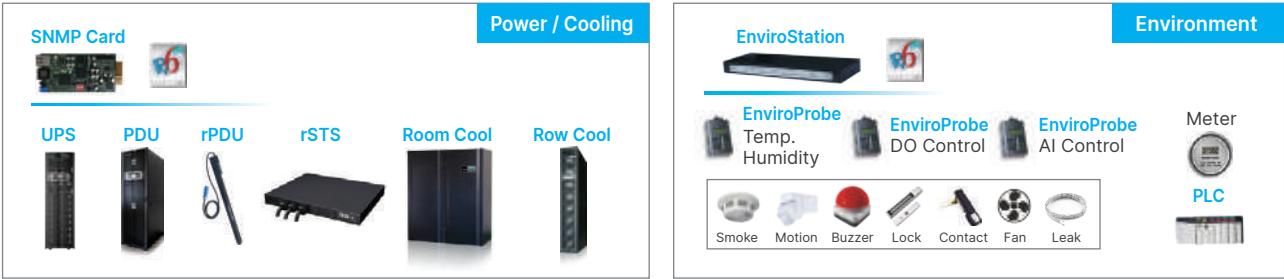 Power / Cooling
SNMP Card
UPS
PDU
rPDU
rSTS
Room Cool
Row Cool
Environment
EnviroStation
EnviroProbe
Temp.
Humidity
EnviroProbe
DO Control
EnviroProbe
AI Control
Meter
PLC
Smoke
Motion
Buzzer
Lock
Contact
Fan
Leak